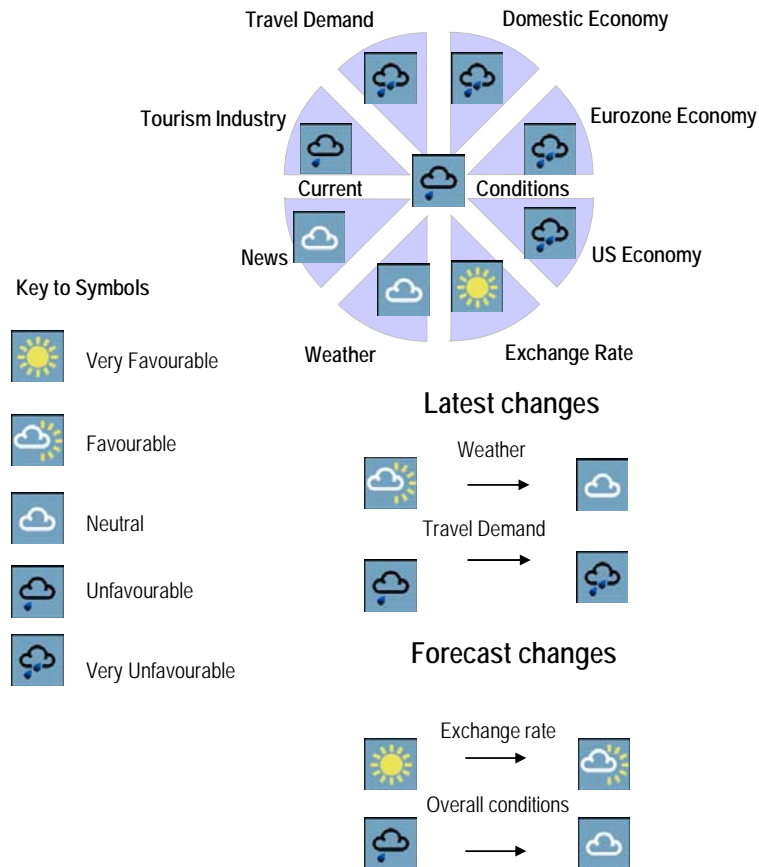 Travel Demand
Domestic Economy
Tourism Industry
Eurozone Economy
Current
Conditions
News
US Economy
Key to Symbols
Weather
Exchange Rate
Very Favourable
Favourable
Neutral
Unfavourable
Very Unfavourable
Latest changes
Weather
Travel Demand
Forecast changes
Exchange rate
Overall conditions